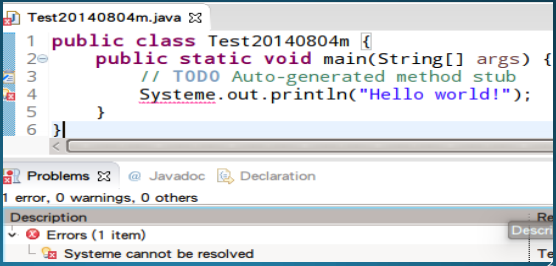 Test20140804m.java
1 public class Test20140804m {
2 public static void main(String[] args) {
3 // TODO Auto-generated method stub
4 Systeme.out.println("Hello world!");
5 }
6 }
Problems @ Javadoc Declaration
1 error, 0 warnings, 0 others
Description Re
Descri
Errors (1 item)
Systeme cannot be resolved Te